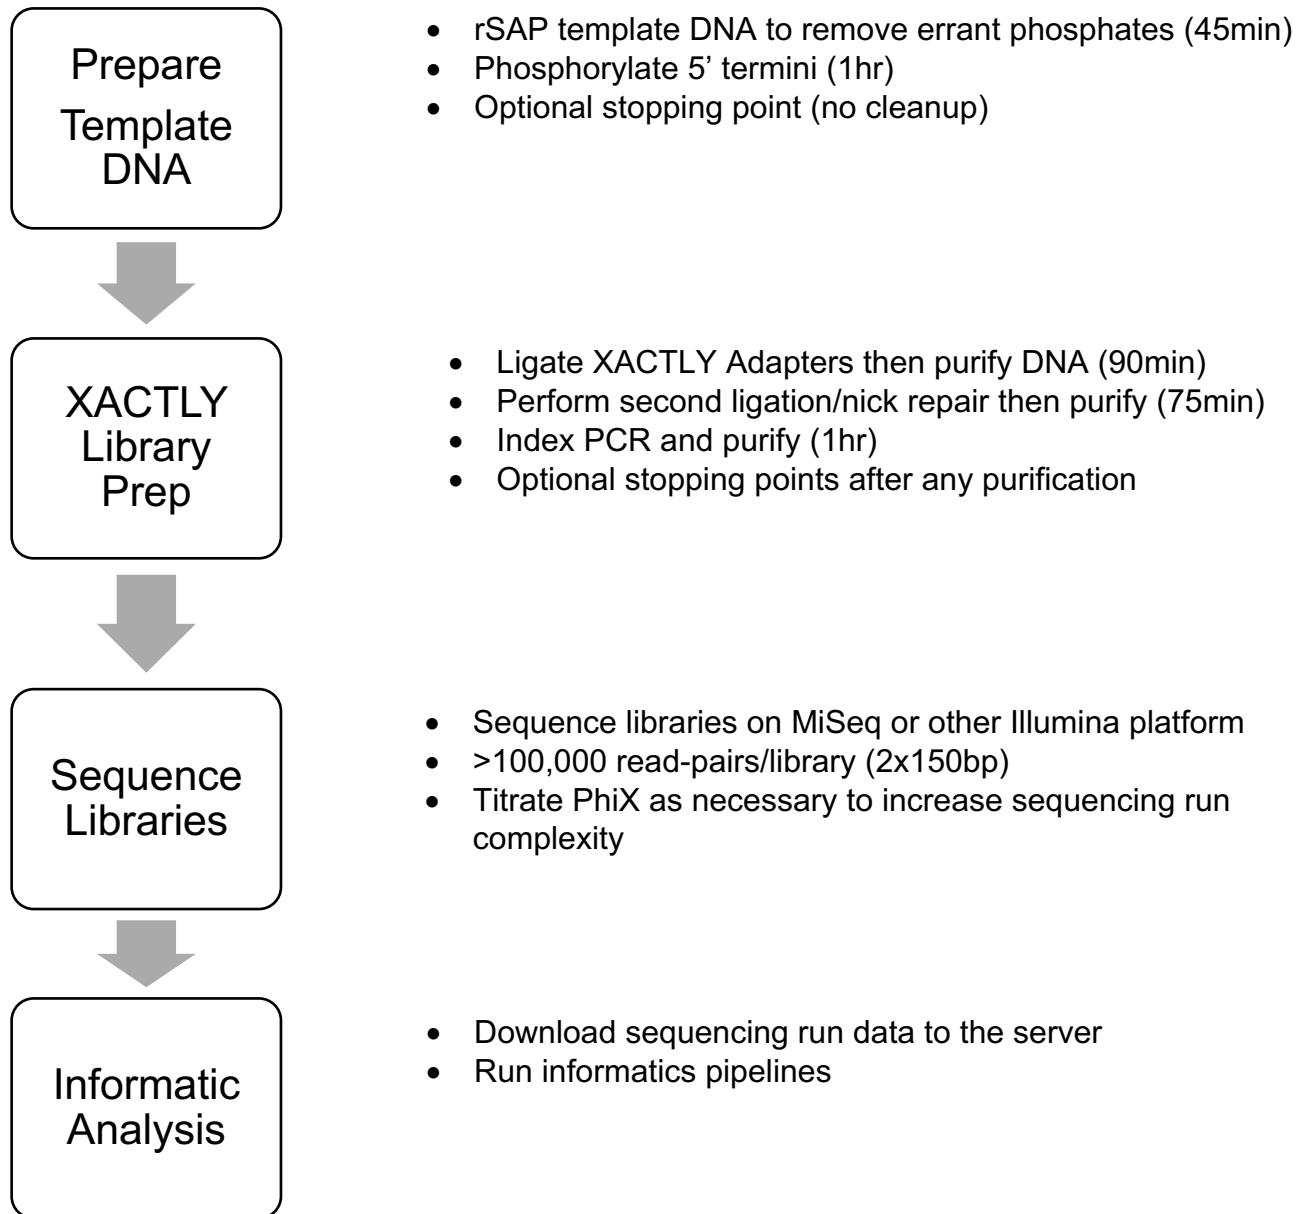 Prepare
Template
DNA
• rSAP template DNA to remove errant phosphates (45min)
• Phosphorylate 5’ termini (1hr)
• Optional stopping point (no cleanup)
XACTLY
Library
Prep
• Ligate XACTLY Adapters then purify DNA (90min)
• Perform second ligation/nick repair then purify (75min)
• Index PCR and purify (1hr)
• Optional stopping points after any purification
Sequence
Libraries
• Sequence libraries on MiSeq or other Illumina platform
• >100,000 read-pairs/library (2x150bp)
• Titrate PhiX as necessary to increase sequencing run
complexity
Informatic
Analysis
• Download sequencing run data to the server
• Run informatics pipelines